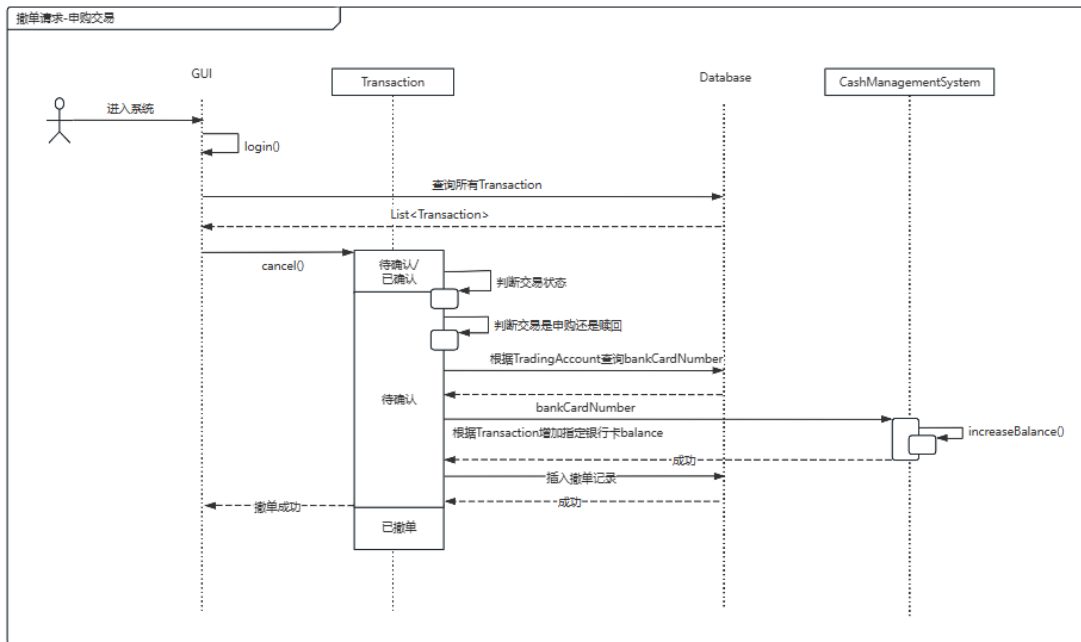 撤单请求-申购交易
GUI
Transaction
Database
CashManagementSystem
进入系统
login()
查询所有Transaction
List<Transaction>
cancel()
待确认/
已确认
判断交易状态
判断交易是申购还是赎回
根据TradingAccount查询bankCardNumber
待确认
bankCardNumber
根据Transaction增加指定银行卡balance
increaseBalance()
成功
插入撤单记录
成功
撤单成功
已撤单